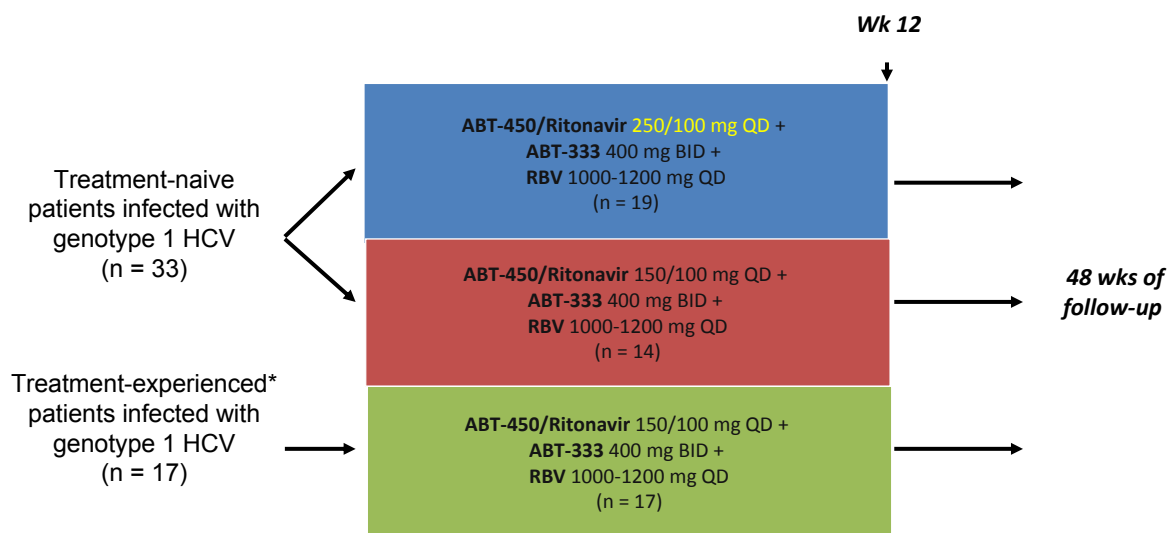 Wk 12
Treatment-naive
patients infected with
genotype 1 HCV
(n = 33)
ABT-450/Ritonavir 250/100 mg QD +
ABT-333 400 mg BID +
RBV 1000-1200 mg QD
(n = 19)
ABT-450/Ritonavir 150/100 mg QD +
ABT-333 400 mg BID +
RBV 1000-1200 mg QD
(n = 14)
48 wks of
follow-up
Treatment-experienced*
patients infected with
genotype 1 HCV
(n = 17)
ABT-450/Ritonavir 150/100 mg QD +
ABT-333 400 mg BID +
RBV 1000-1200 mg QD
(n = 17)